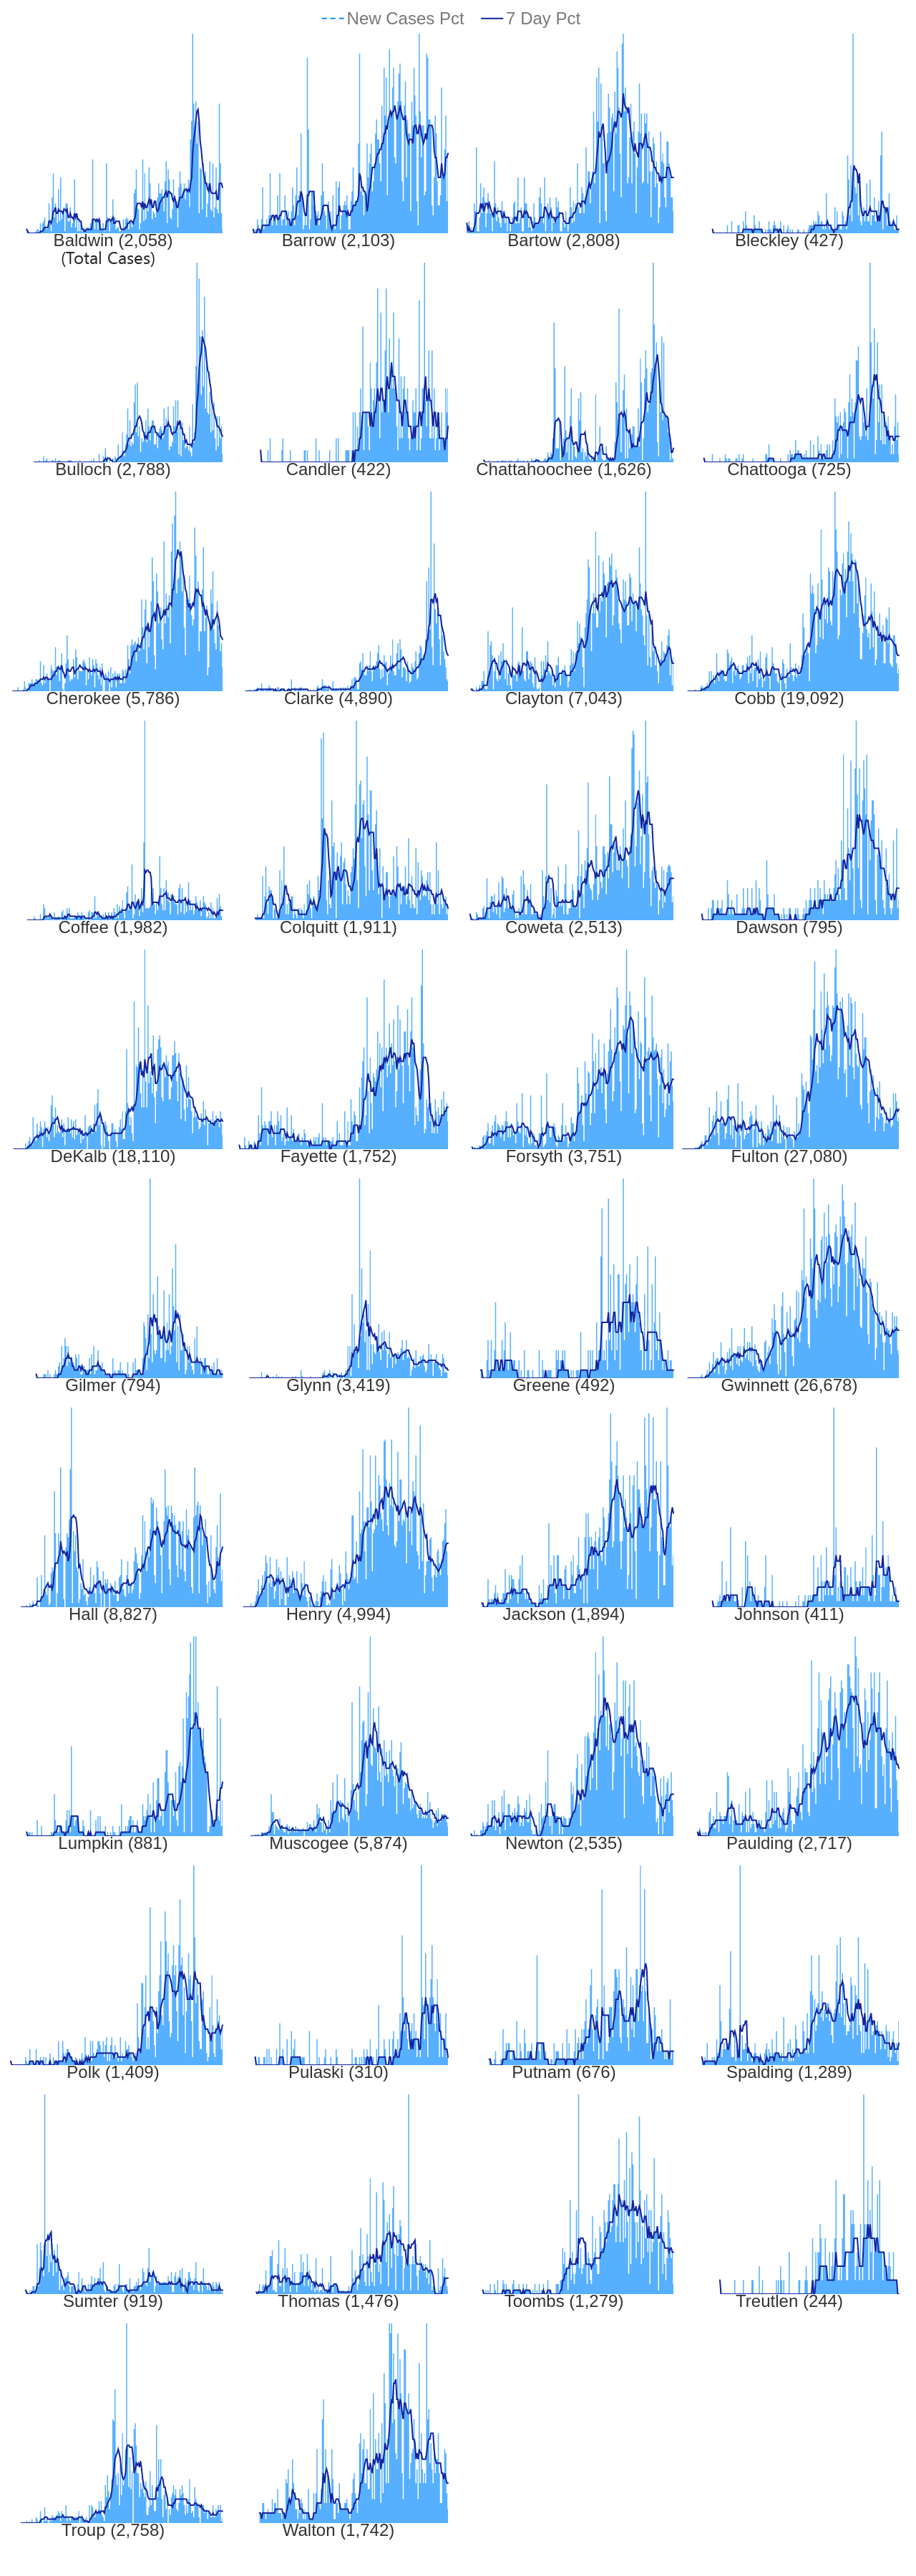 New Cases Pct 7 Day Pct
Baldwin (2,058) Barrow (2,103) Bartow (2,808) Bleckley (427)
(Total Cases)
Bulloch (2,788) Candler (422) Chattahoochee (1,626) Chattooga (725)
Cherokee (5,786) Clarke (4,890) Clayton (7,043) Cobb (19,092)
Coffee (1,982) Colquitt (1,911) Coweta (2,513) Dawson (795)
DeKalb (18,110) Fayette (1,752) Forsyth (3,751) Fulton (27,080)
Gilmer (794) Glynn (3,419) Greene (492) Gwinnett (26,678)
Hall (8,827) Henry (4,994) Jackson (1,894) Johnson (411)
Lumpkin (881) Muscogee (5,874) Newton (2,535) Paulding (2,717)
Polk (1,409) Pulaski (310) Putnam (676) Spalding (1,289)
Sumter (919) Thomas (1,476) Toombs (1,279) Treutlen (244)
Troup (2,758) Walton (1,742)